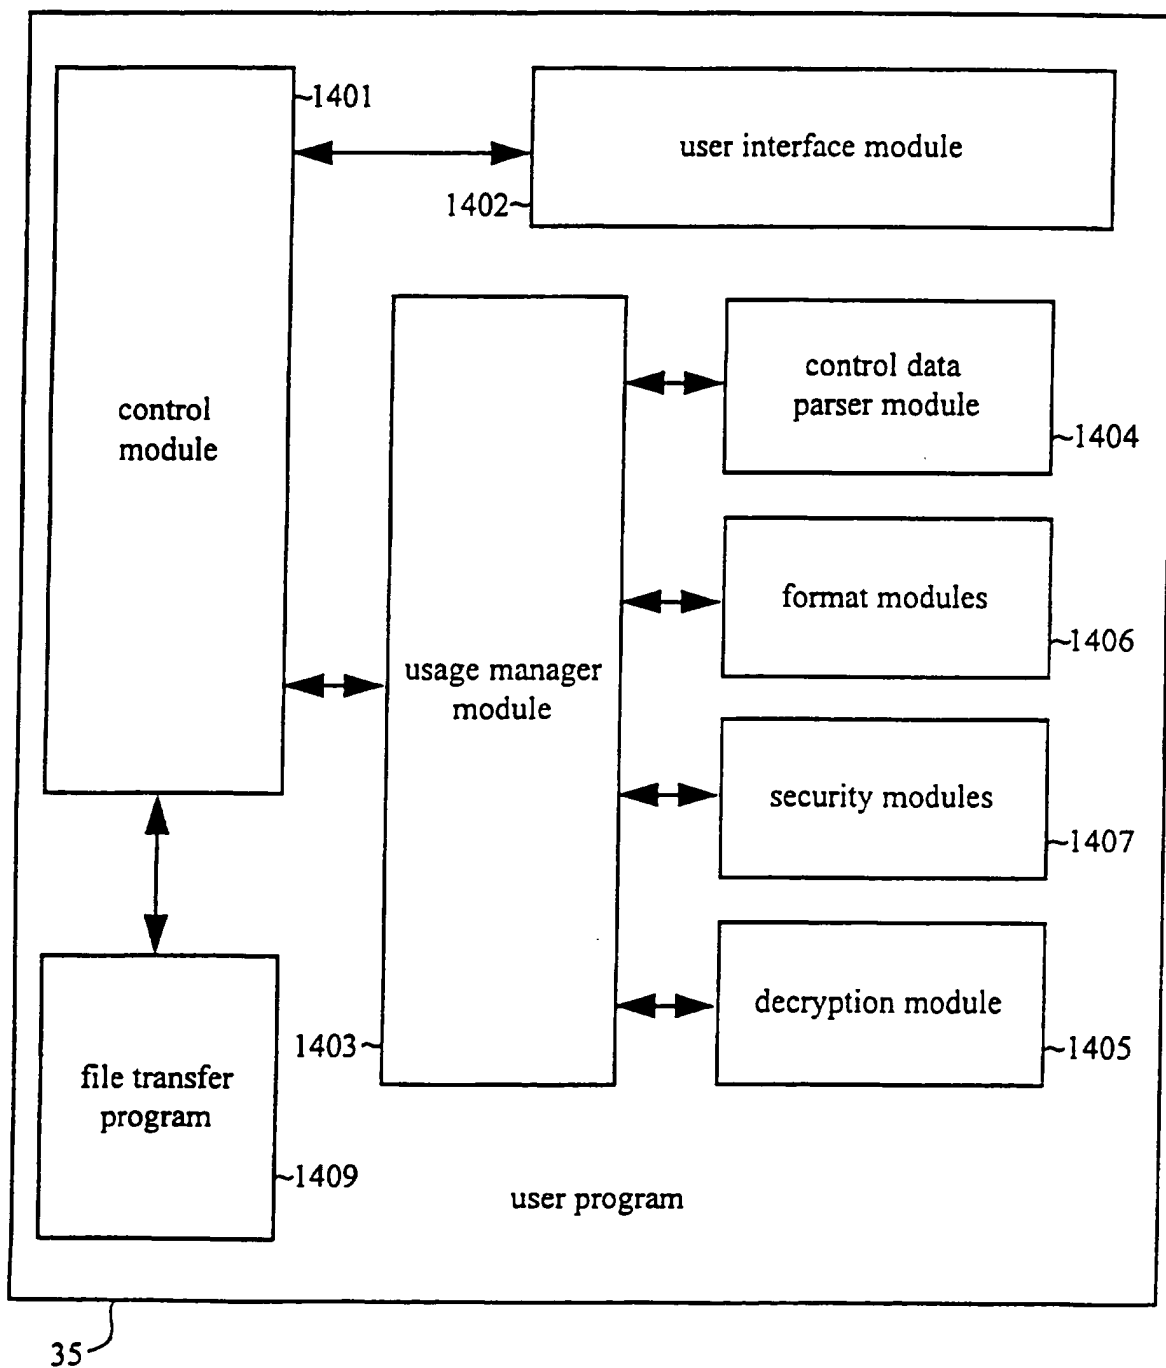 1401
user interface module
1402
control data
parser module
1404
control
module
format modules
1406
usage manager
module
security modules
1407
decryption module
1403
1405
file transfer
program
1409
user program
35